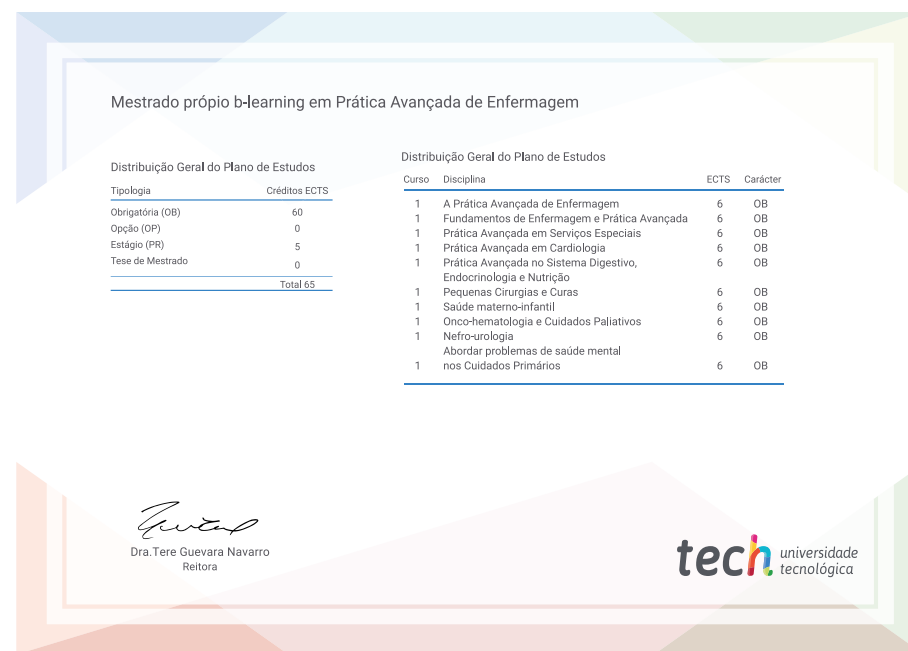 Mestrado própio b-learning em Prática Avançada de Enfermagem
Distribuição Geral do Plano de Estudos
Tipologia Créditos ECTS
Obrigatória (OB) 60
Opção (OP) 0
Estágio (PR) 5
Tese de Mestrado 0
Total 65
Distribuição Geral do Plano de Estudos
Curso Disciplina ECTS Carácter
1 A Prática Avançada de Enfermagem 6 OB
1 Fundamentos de Enfermagem e Prática Avançada 6 OB
1 Prática Avançada em Serviços Especiais 6 OB
1 Prática Avançada em Cardiologia 6 OB
1 Prática Avançada no Sistema Digestivo, 6 OB
Endocrinologia e Nutrição
1 Pequenas Cirurgias e Curas 6 OB
1 Saúde materno-infantil 6 OB
1 Onco-hematologia e Cuidados Paliativos 6 OB
1 Nefro-urologia 6 OB
Abordar problemas de saúde mental
1 nos Cuidados Primários 6 OB
Dra.Tere Guevara Navarro
Reitora
tech universidade
tecnológica